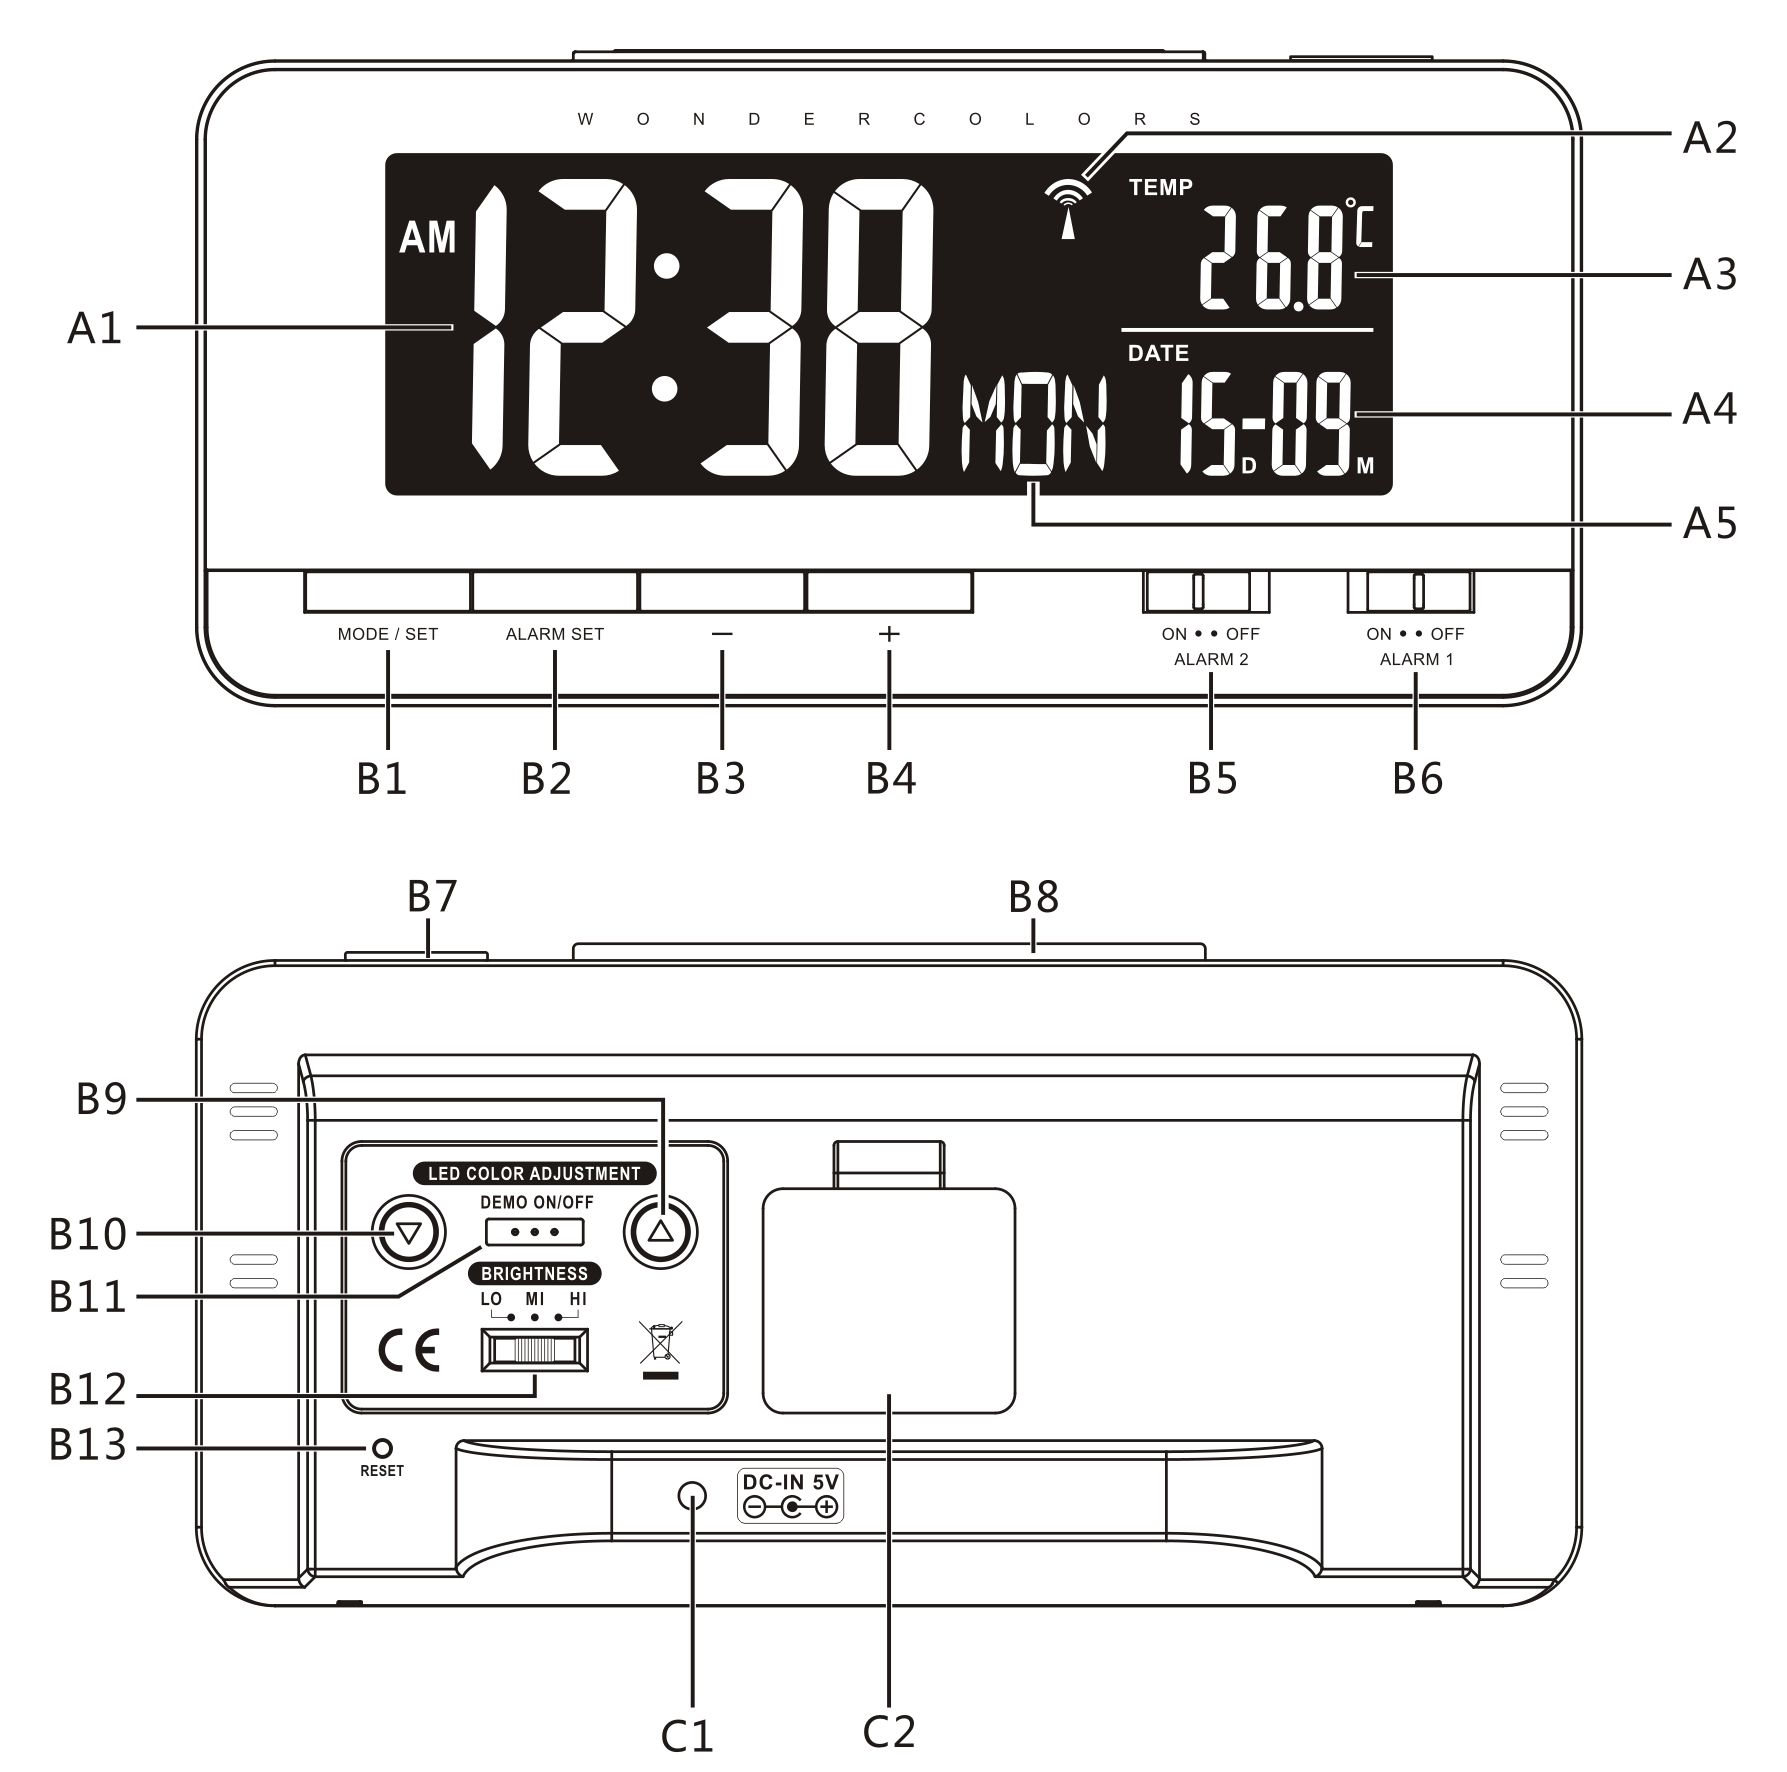 WONDERCOLORS
A2
AM
12:38
TEMP
26.8°C
A3
A1
DATE
MON
15-09
D
M
A4
A5
MODE / SET
ALARM SET
−
+
ON • • OFF
ALARM 2
ON • • OFF
ALARM 1
B1
B2
B3
B4
B5
B6
B7
B8
B9
LED COLOR ADJUSTMENT
DEMO ON/OFF
B10
BRIGHTNESS
B11
LO MI HI
CE
B12
B13
RESET
DC-IN 5V
− +
C1
C2